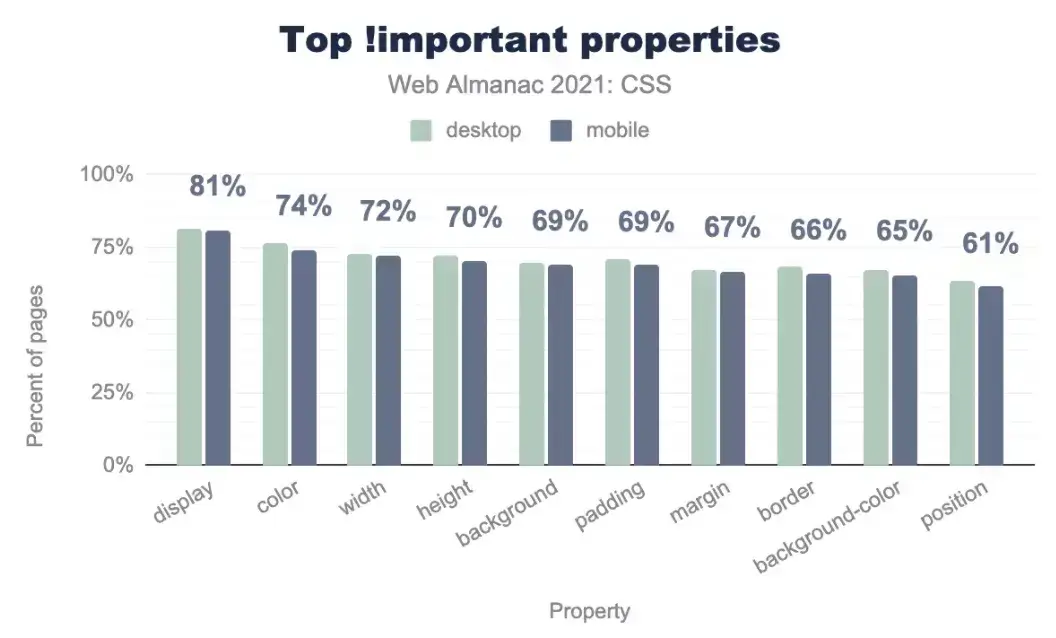 Top !important properties
Web Almanac 2021: CSS
desktop mobile
100%
75%
50%
25%
0%
Percent of pages
81% 74% 72% 70% 69% 69% 67% 66% 65% 61%
display color width height background padding margin border background-color position
Property